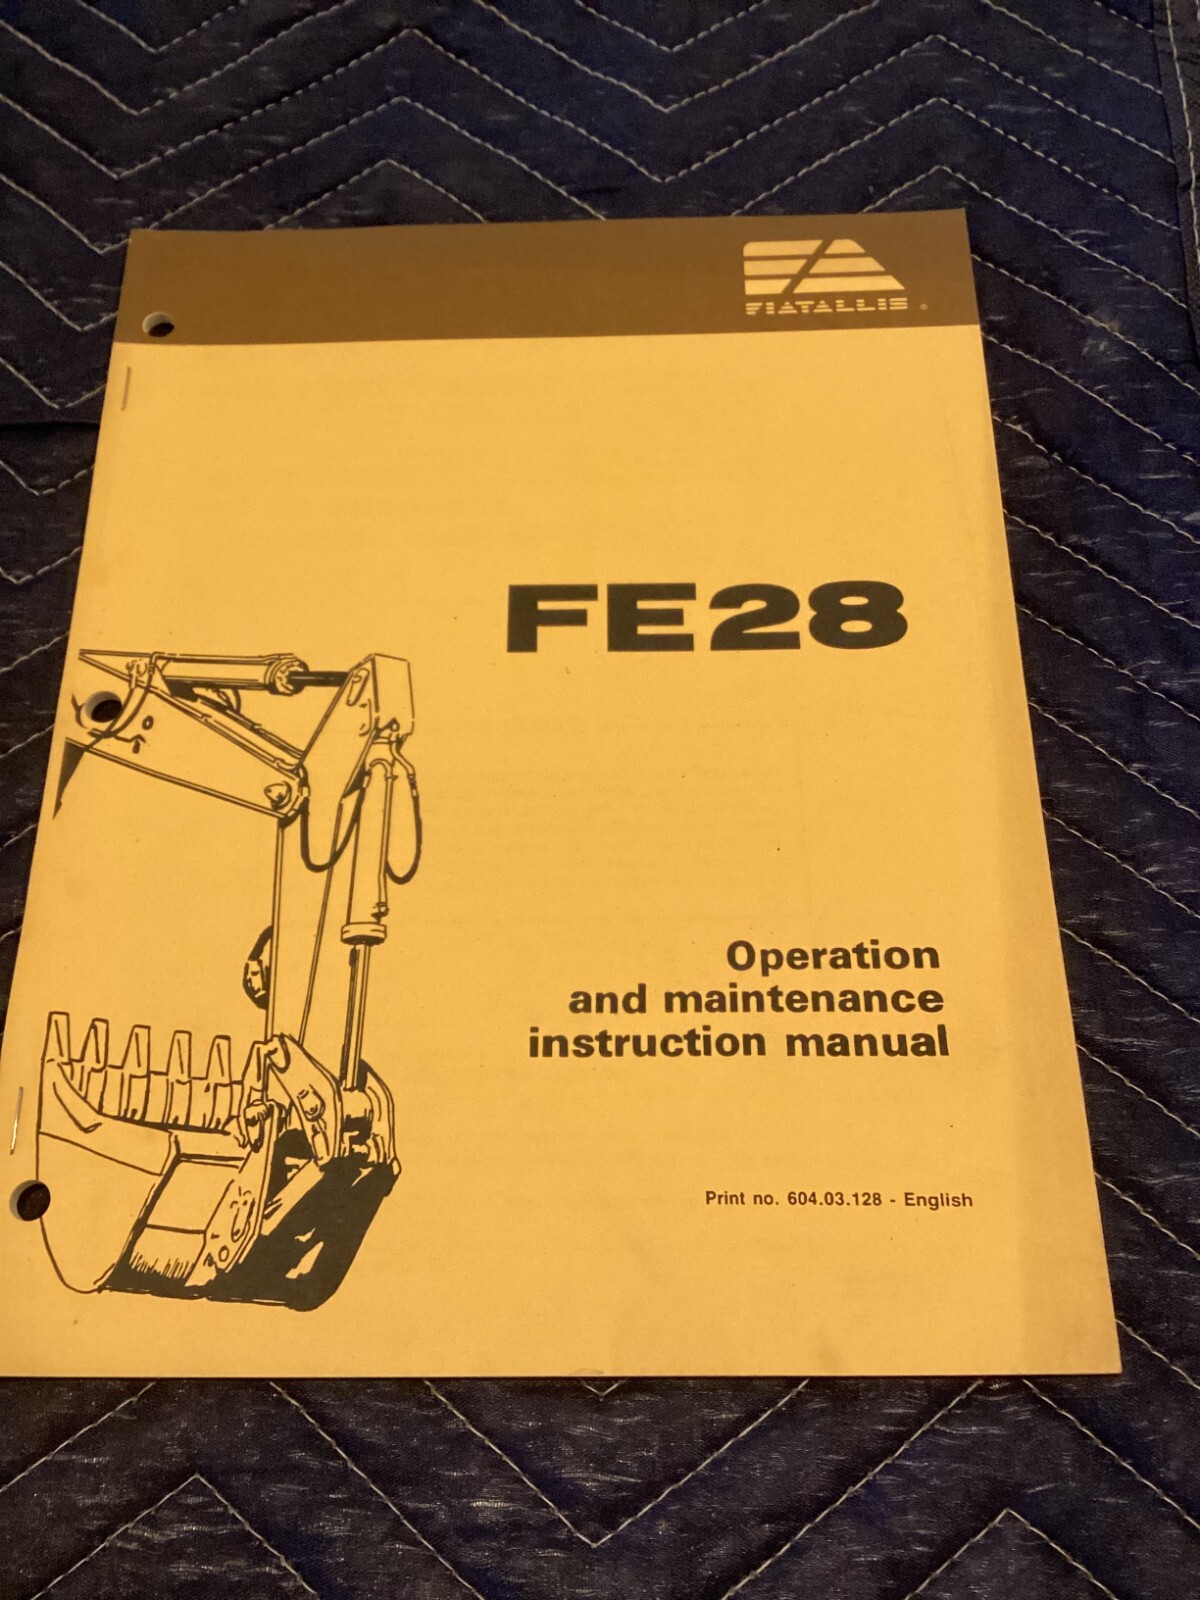 FIATALLIS ®
FE28
Operation
and maintenance
instruction manual
Print no. 604.03.128 - English